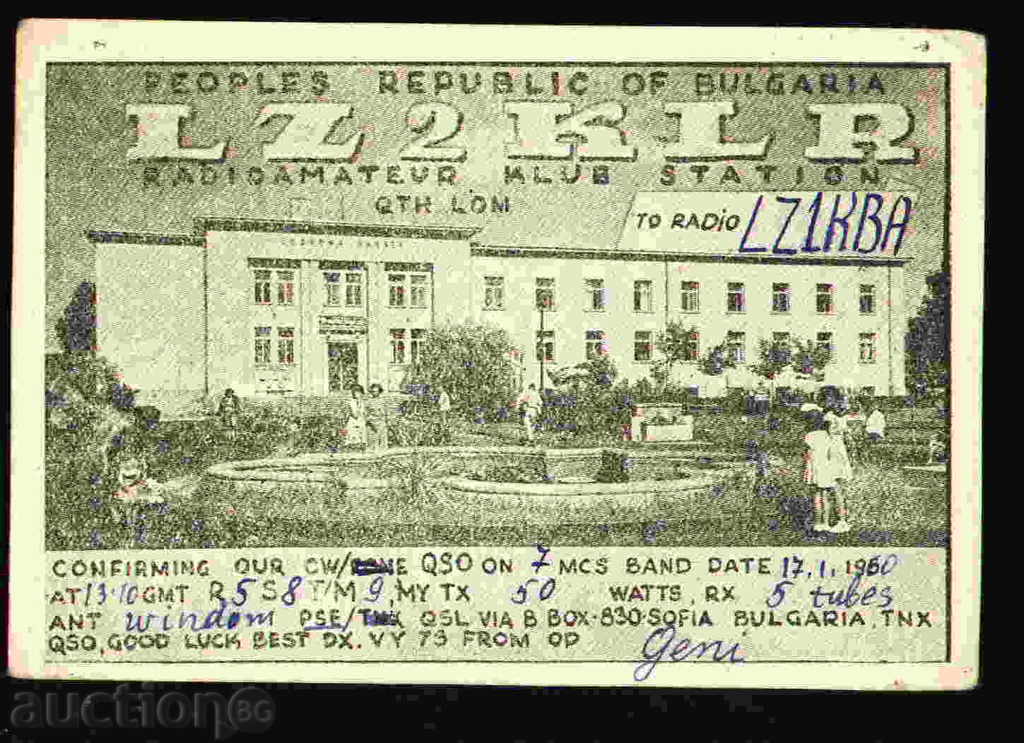 PEOPLES REPUBLIC OF BULGARIA
LZ2KLR
RADIOAMATEUR KLUB STATION
QTH LOM
TO RADIO LZ1KBA
CONFIRMING OUR CW/ QSO ON 7 MCS BAND DATE 17.1.1960
AT 13.10 GMT R5 S8 T/M 9, MY TX 50 WATTS, RX 5 tubes
ANT windom PSE/TNX QSL VIA B BOX-830-SOFIA BULGARIA, TNX
QSO, GOOD LUCK BEST DX. VY 73 FROM OP Geni
auction BG